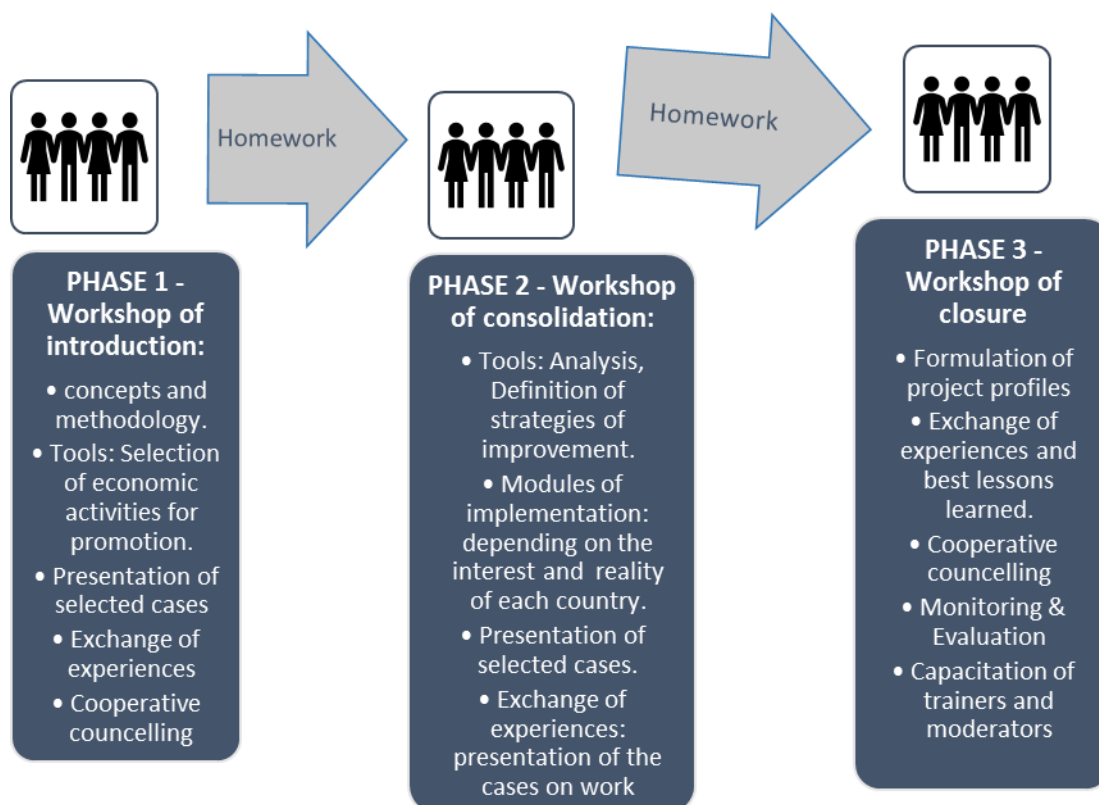 Homework
Homework
PHASE 1 -
Workshop of
introduction:
• concepts and
methodology.
• Tools: Selection
of economic
activities for
promotion.
• Presentation of
selected cases
• Exchange of
experiences
• Cooperative
councelling
PHASE 2 - Workshop
of consolidation:
• Tools: Analysis,
Definition of
strategies of
improvement.
• Modules of
implementation:
depending on the
interest and reality
of each country.
• Presentation of
selected cases.
• Exchange of
experiences:
presentation of the
cases on work
PHASE 3 -
Workshop of
closure
• Formulation of
project profiles
• Exchange of
experiences and
best lessons
learned.
• Cooperative
councelling
• Monitoring &
Evaluation
• Capacitation of
trainers and
moderators